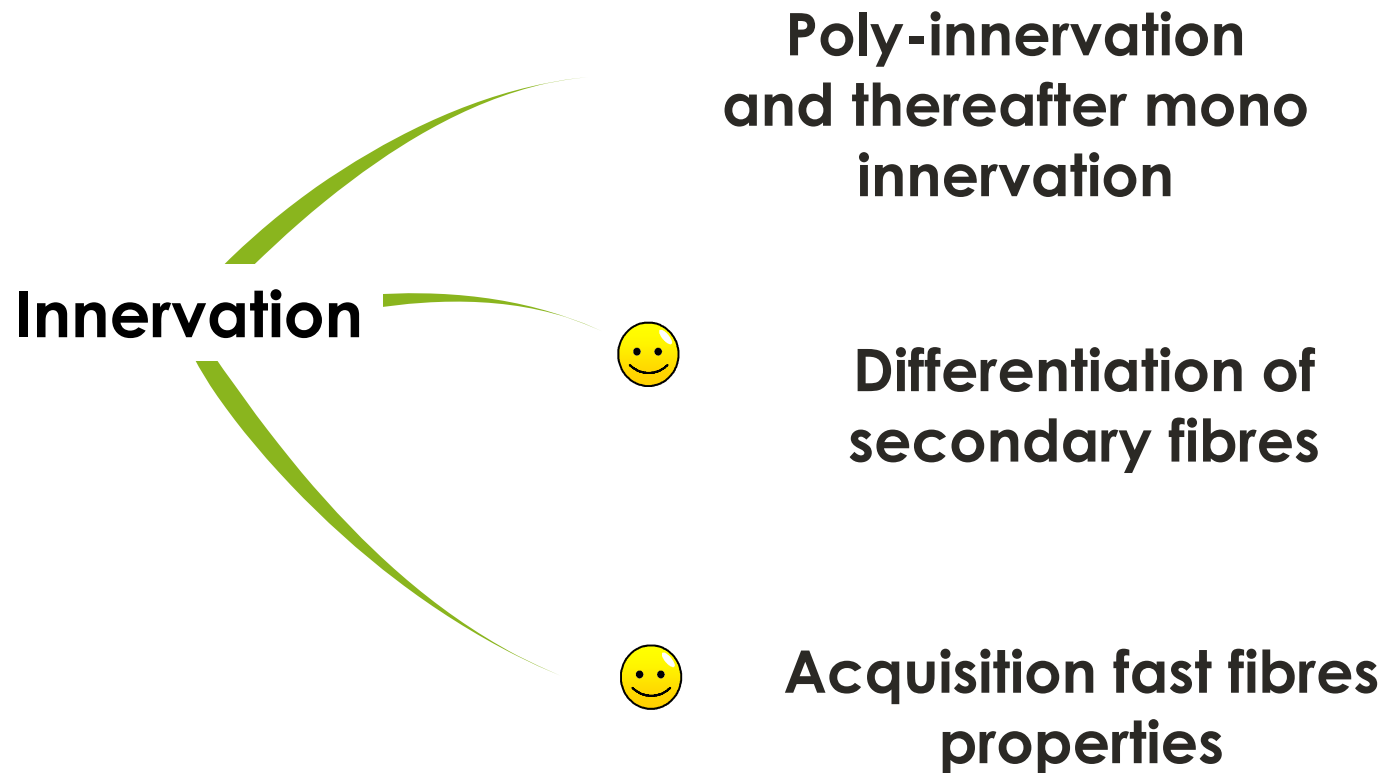 Poly-innervation
and thereafter mono
innervation
Innervation
Differentiation of
secondary fibres
Acquisition fast fibres
properties